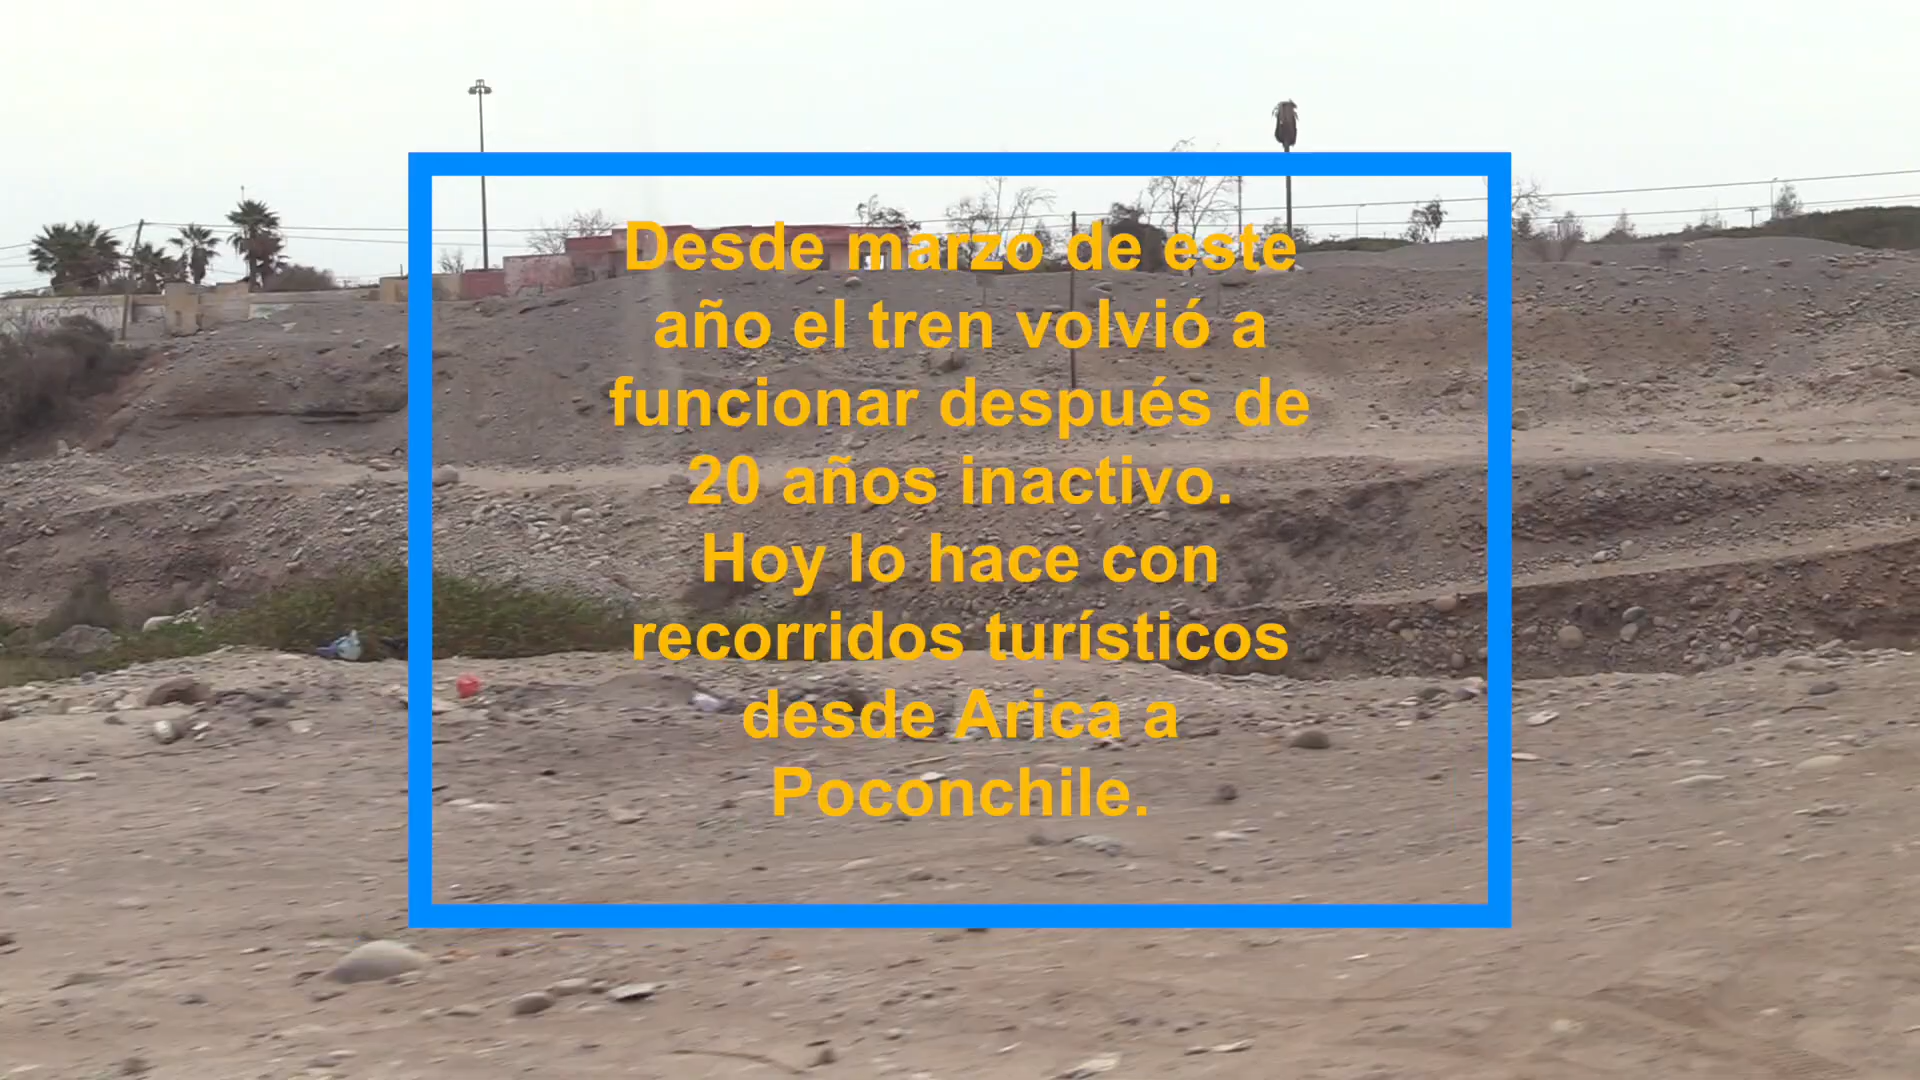 Desde marzo de este
año el tren volvió a
funcionar después de
20 años inactivo.
Hoy lo hace con
recorridos turísticos
desde Arica a
Poconchile.